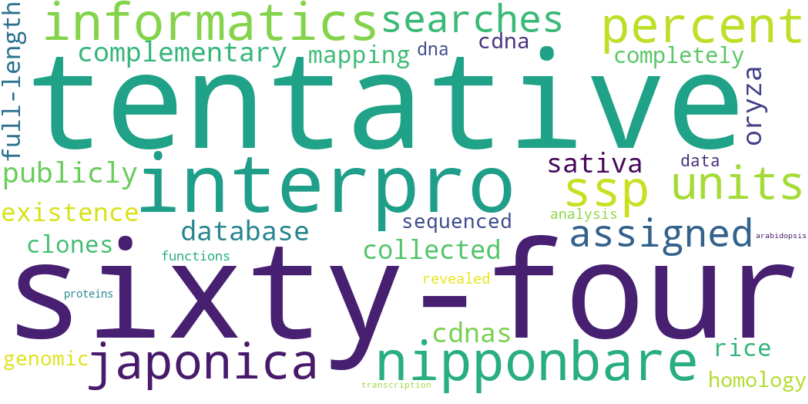 full-length
informatics
searches
percent
complementary
mapping
dna
cdna
completely
tentative
oryza
publicly
interpro
sativa
data
ssp
units
existence
analysis
clones
database
sequenced
assigned
arabidopsis
functions
collected
sixty-four
proteins
revealed
cdnas
genomic
japonica
nipponbare
rice
homology
transcription